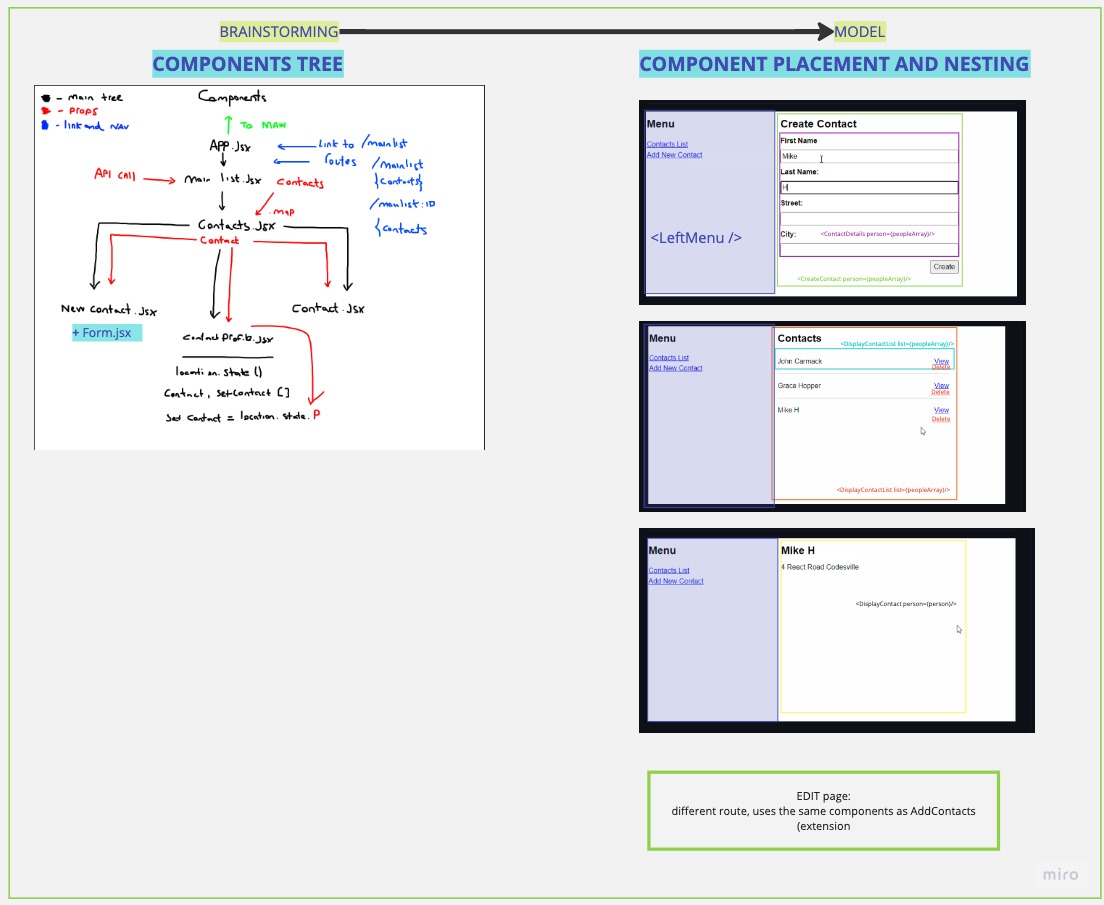 BRAINSTORMING
MODEL
COMPONENTS TREE
COMPONENT PLACEMENT AND NESTING
- main tree
- props
- link and NAV
Components
TO MAIN
APP.Jsx
Link to /mainlist
Routes /mainlist
{contacts}
/mainlist:ID
{contacts
API call
Main list.Jsx
Contacts
.map
Contacts.Jsx
Contact
New contact.Jsx
+ Form.jsx
Contact.Jsx
Contact Profile.Jsx
location.state ()
Contact, setContact []
Set Contact = location.state.P
Menu
Contacts List
Add New Contact
<LeftMenu />
Create Contact
First Name
Mike
Last Name:
H
Street:
City:
<ContactDetails person={peopleArray}/>
Create
<CreateContact person={peopleArray}/>
Menu
Contacts List
Add New Contact
Contacts
<DisplayContactList list={peopleArray}/>
John Carmack
View
Delete
Grace Hopper
View
Delete
Mike H
View
Delete
<DisplayContactList list={peopleArray}/>
Menu
Contacts List
Add New Contact
Mike H
4 React Road Codesville
<DisplayContact person={person}/>
EDIT page:
different route, uses the same components as AddContacts
(extension
miro